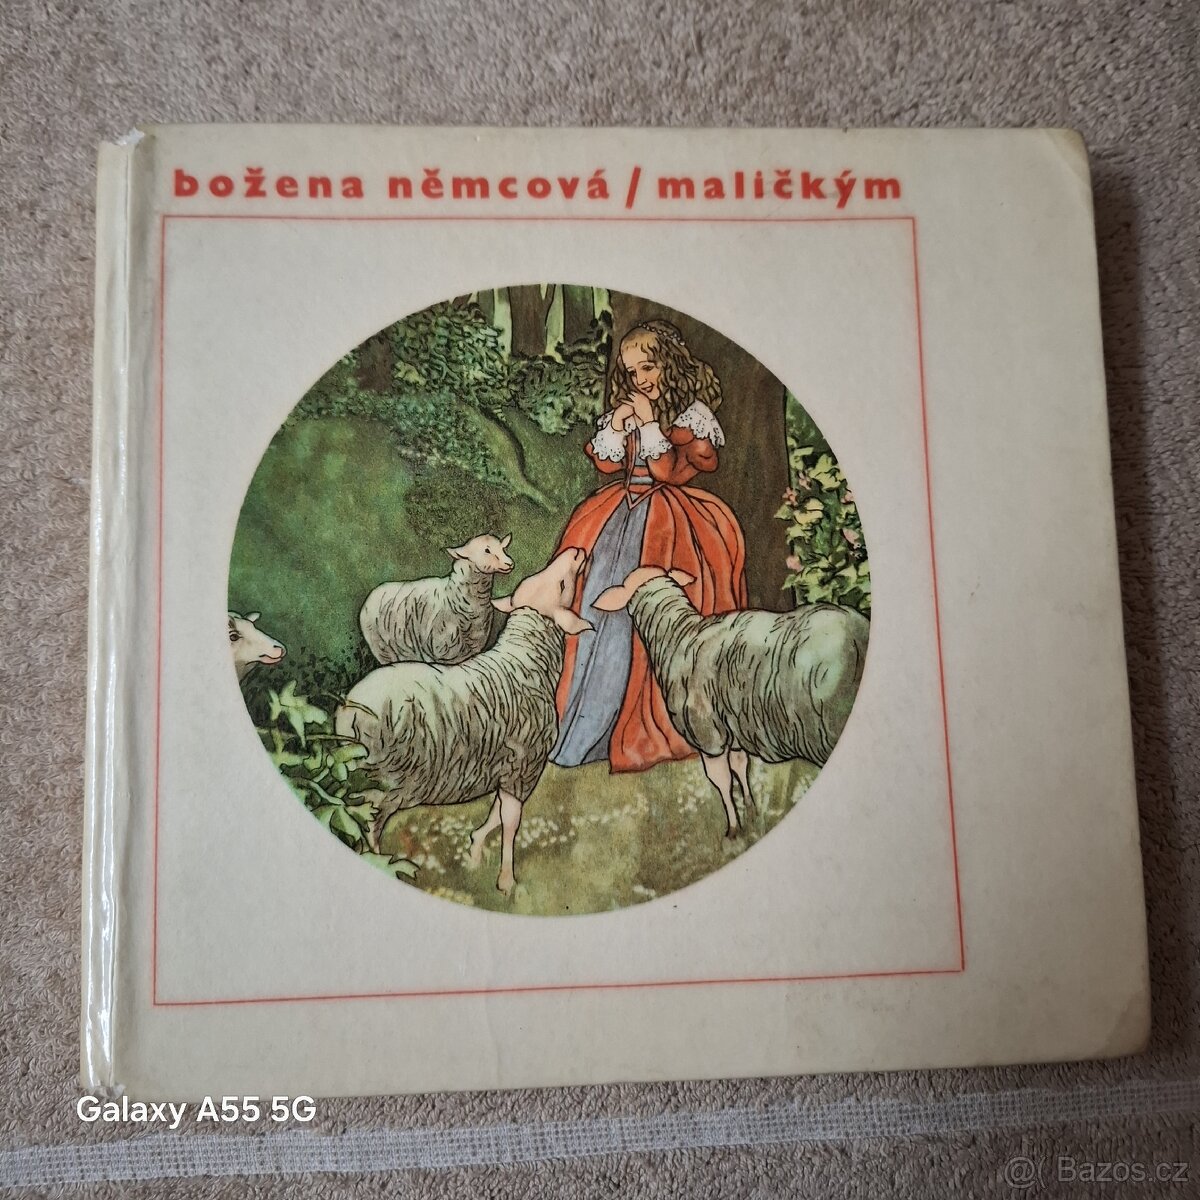 božena němcová / maličkým
Galaxy A55 5G
@ Bazos.cz